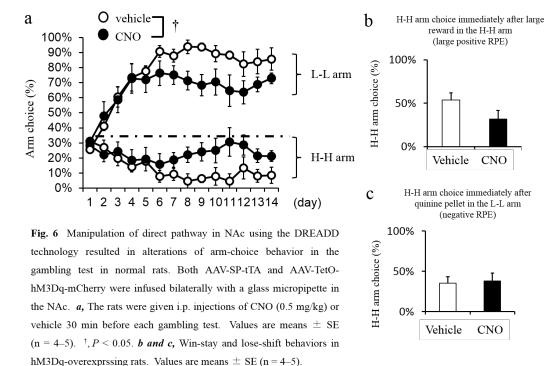 a
vehicle
CNO
†
100%
90%
80%
70%
60%
50%
40%
30%
20%
10%
0%
Arm choice (%)
L-L arm
H-H arm
1 2 3 4 5 6 7 8 9 10 11 12 13 14 (day)
b
H-H arm choice immediately after large
reward in the H-H arm
(large positive RPE)
H-H arm choice (%)
100%
50%
0%
Vehicle CNO
c
H-H arm choice immediately after
quinine pellet in the L-L arm
(negative RPE)
H-H arm choice (%)
100%
50%
0%
Vehicle CNO
Fig. 6 Manipulation of direct pathway in NAc using the DREADD
technology resulted in alterations of arm-choice behavior in the
gambling test in normal rats. Both AAV-SP-tTA and AAV-TetO-
hM3Dq-mCherry were infused bilaterally with a glass micropipette in
the NAc. a, The rats were given i.p. injections of CNO (0.5 mg/kg) or
vehicle 30 min before each gambling test. Values are means ± SE
(n = 4–5). †, P < 0.05. b and c, Win-stay and lose-shift behaviors in
hM3Dq-overexprssing rats. Values are means ± SE (n = 4–5).